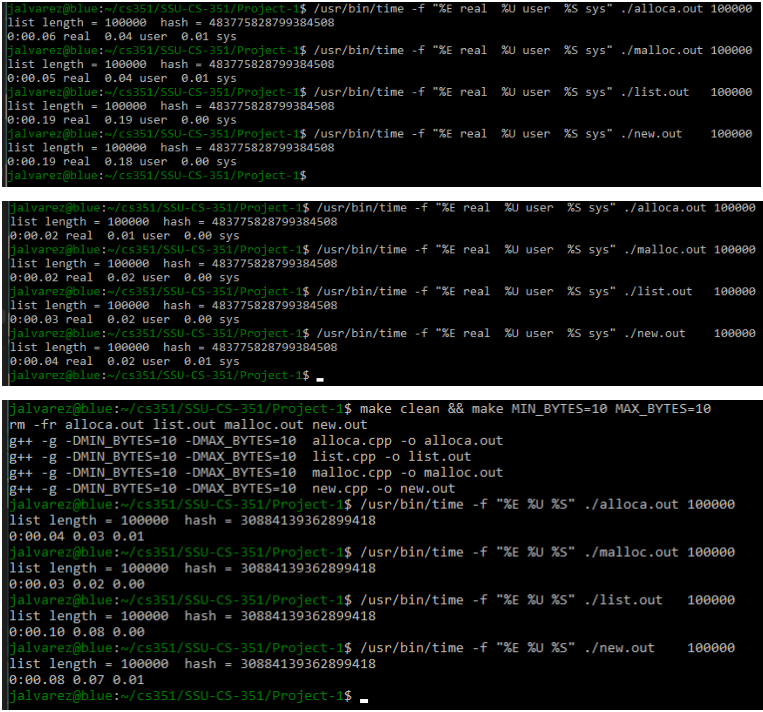 jalvarez@blue:~/cs351/SSU-CS-351/Project-1$ /usr/bin/time -f "%E real  %U user  %S sys" ./alloca.out 100000
list length = 100000  hash = 483775828799384508
0:00.06 real  0.04 user  0.01 sys
jalvarez@blue:~/cs351/SSU-CS-351/Project-1$ /usr/bin/time -f "%E real  %U user  %S sys" ./malloc.out 100000
list length = 100000  hash = 483775828799384508
0:00.05 real  0.04 user  0.01 sys
jalvarez@blue:~/cs351/SSU-CS-351/Project-1$ /usr/bin/time -f "%E real  %U user  %S sys" ./list.out   100000
list length = 100000  hash = 483775828799384508
0:00.19 real  0.19 user  0.00 sys
jalvarez@blue:~/cs351/SSU-CS-351/Project-1$ /usr/bin/time -f "%E real  %U user  %S sys" ./new.out    100000
list length = 100000  hash = 483775828799384508
0:00.19 real  0.18 user  0.00 sys
jalvarez@blue:~/cs351/SSU-CS-351/Project-1$
jalvarez@blue:~/cs351/SSU-CS-351/Project-1$ /usr/bin/time -f "%E real  %U user  %S sys" ./alloca.out 100000
list length = 100000  hash = 483775828799384508
0:00.02 real  0.01 user  0.00 sys
jalvarez@blue:~/cs351/SSU-CS-351/Project-1$ /usr/bin/time -f "%E real  %U user  %S sys" ./malloc.out 100000
list length = 100000  hash = 483775828799384508
0:00.02 real  0.02 user  0.00 sys
jalvarez@blue:~/cs351/SSU-CS-351/Project-1$ /usr/bin/time -f "%E real  %U user  %S sys" ./list.out   100000
list length = 100000  hash = 483775828799384508
0:00.03 real  0.02 user  0.00 sys
jalvarez@blue:~/cs351/SSU-CS-351/Project-1$ /usr/bin/time -f "%E real  %U user  %S sys" ./new.out    100000
list length = 100000  hash = 483775828799384508
0:00.04 real  0.02 user  0.01 sys
jalvarez@blue:~/cs351/SSU-CS-351/Project-1$
jalvarez@blue:~/cs351/SSU-CS-351/Project-1$ make clean && make MIN_BYTES=10 MAX_BYTES=10
rm -fr alloca.out list.out malloc.out new.out
g++ -g -DMIN_BYTES=10 -DMAX_BYTES=10  alloca.cpp -o alloca.out
g++ -g -DMIN_BYTES=10 -DMAX_BYTES=10  list.cpp -o list.out
g++ -g -DMIN_BYTES=10 -DMAX_BYTES=10  malloc.cpp -o malloc.out
g++ -g -DMIN_BYTES=10 -DMAX_BYTES=10  new.cpp -o new.out
jalvarez@blue:~/cs351/SSU-CS-351/Project-1$ /usr/bin/time -f "%E %U %S" ./alloca.out 100000
list length = 100000  hash = 30884139362899418
0:00.04 0.03 0.01
jalvarez@blue:~/cs351/SSU-CS-351/Project-1$ /usr/bin/time -f "%E %U %S" ./malloc.out 100000
list length = 100000  hash = 30884139362899418
0:00.03 0.02 0.00
jalvarez@blue:~/cs351/SSU-CS-351/Project-1$ /usr/bin/time -f "%E %U %S" ./list.out   100000
list length = 100000  hash = 30884139362899418
0:00.10 0.08 0.00
jalvarez@blue:~/cs351/SSU-CS-351/Project-1$ /usr/bin/time -f "%E %U %S" ./new.out    100000
list length = 100000  hash = 30884139362899418
0:00.08 0.07 0.01
jalvarez@blue:~/cs351/SSU-CS-351/Project-1$